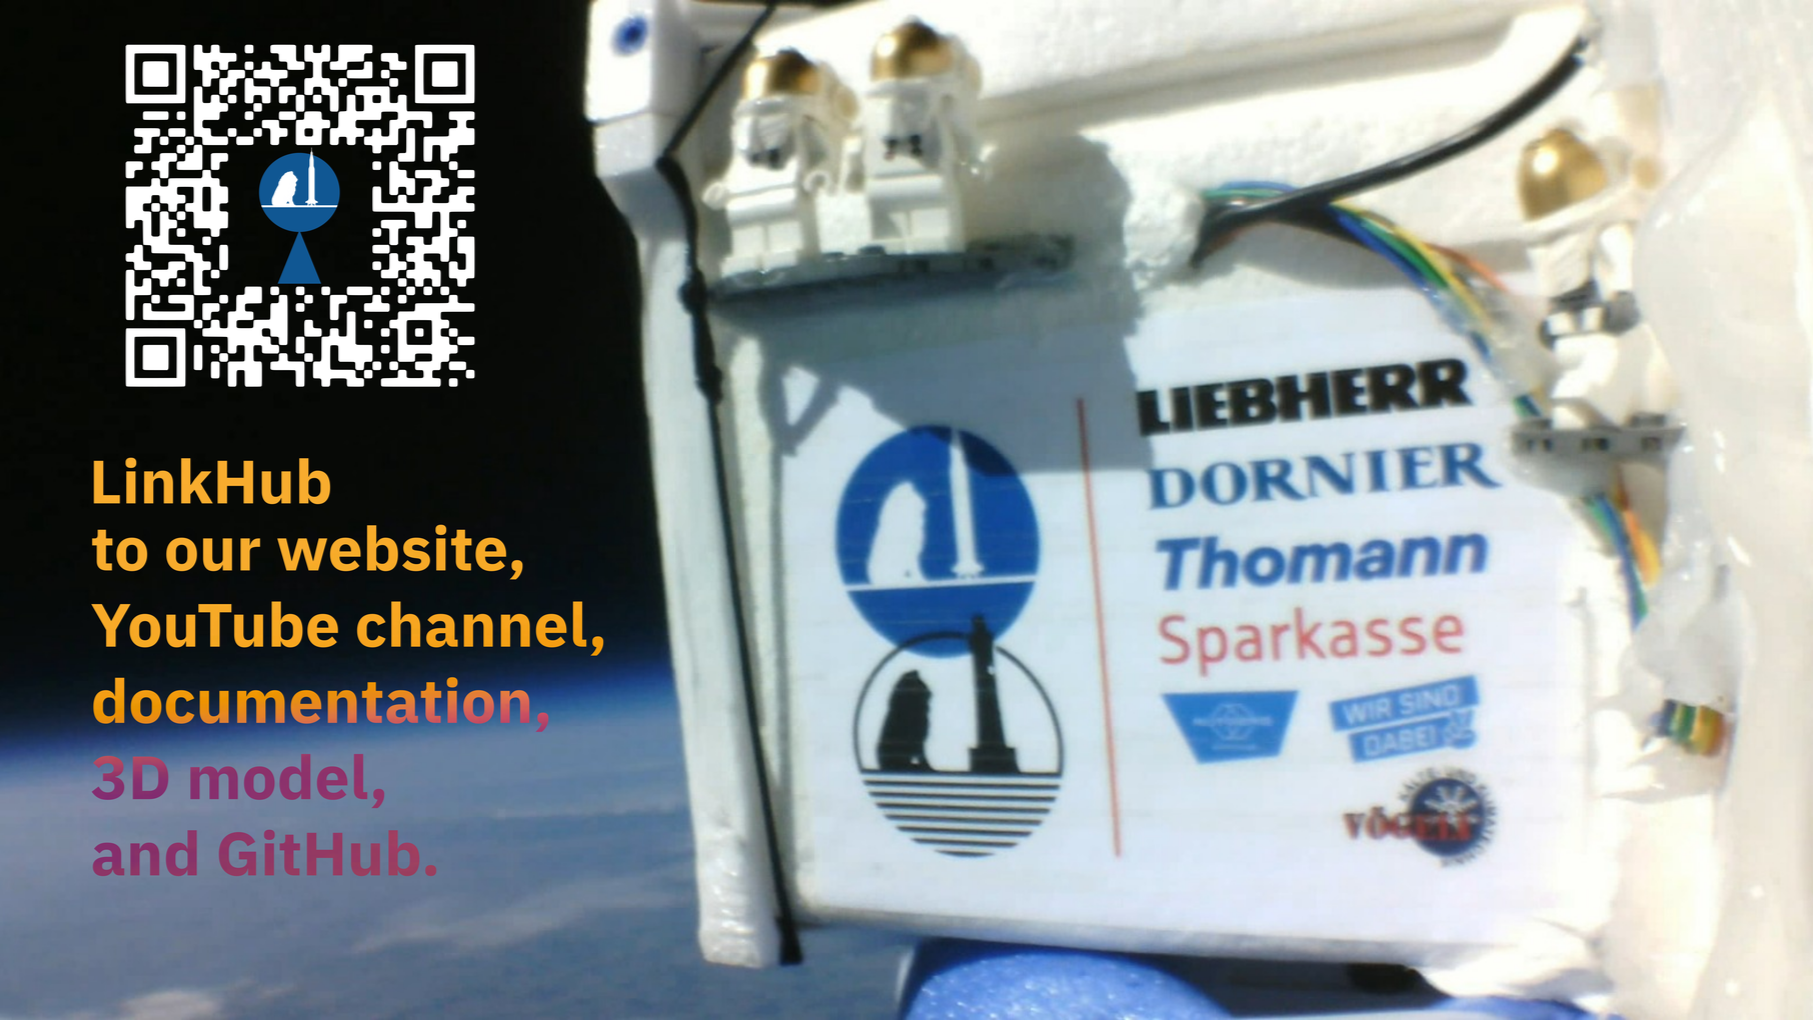 LinkHub
to our website,
YouTube channel,
documentation,
3D model,
and GitHub.
LIEBHERR
DORNIER
Thomann
Sparkasse
WIR SIND
DABEI